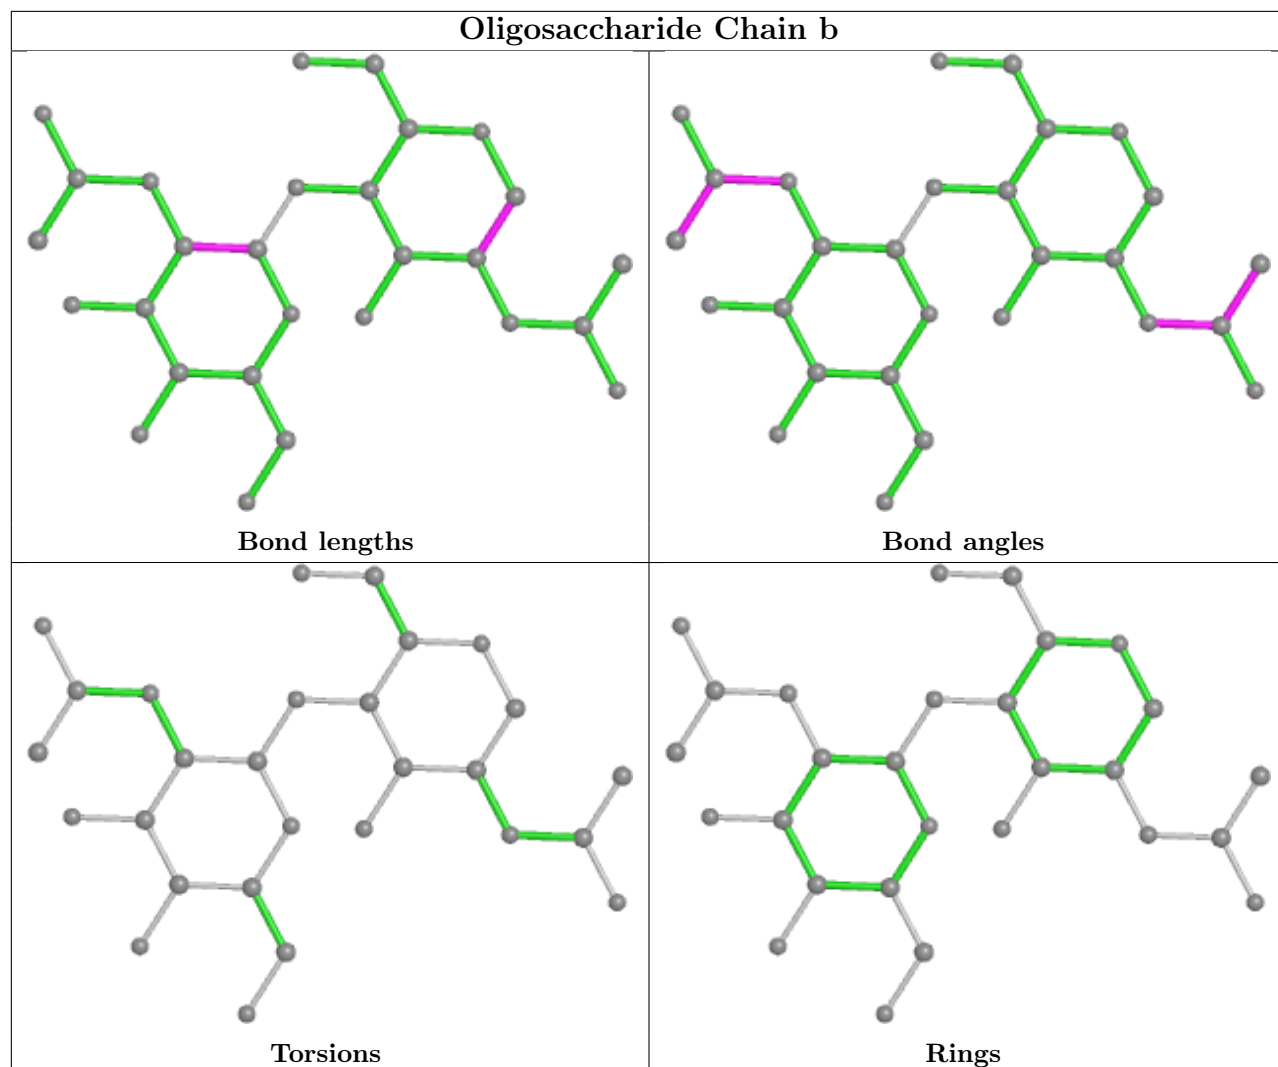 Oligosaccharide Chain b
Bond lengths
Bond angles
Torsions
Rings